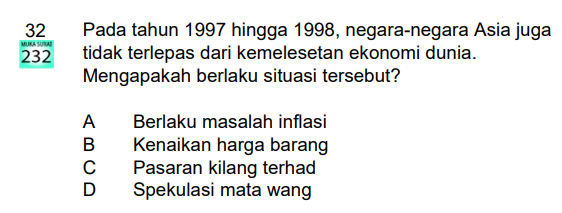 32 Pada tahun 1997 hingga 1998, negara-negara Asia juga
MUKA SURAT
232 tidak terlepas dari kemelesetan ekonomi dunia.
Mengapakah berlaku situasi tersebut?
A Berlaku masalah inflasi
B Kenaikan harga barang
C Pasaran kilang terhad
D Spekulasi mata wang